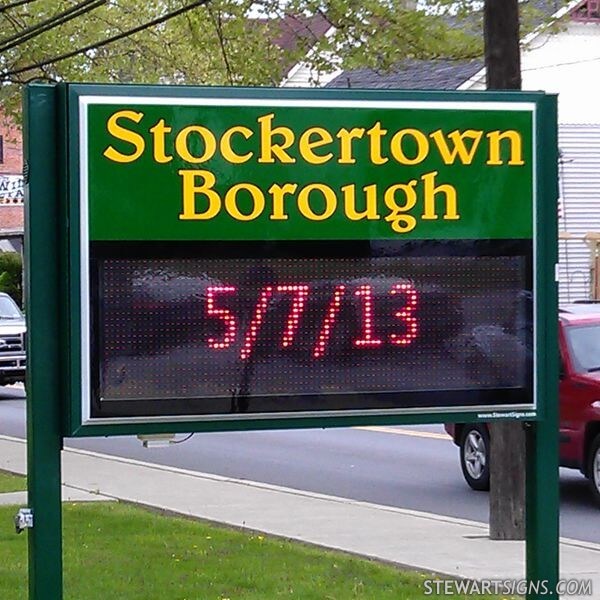 Stockertown
Borough
5/7/13
www.StewartSigns.com
STEWARTSIGNS.COM